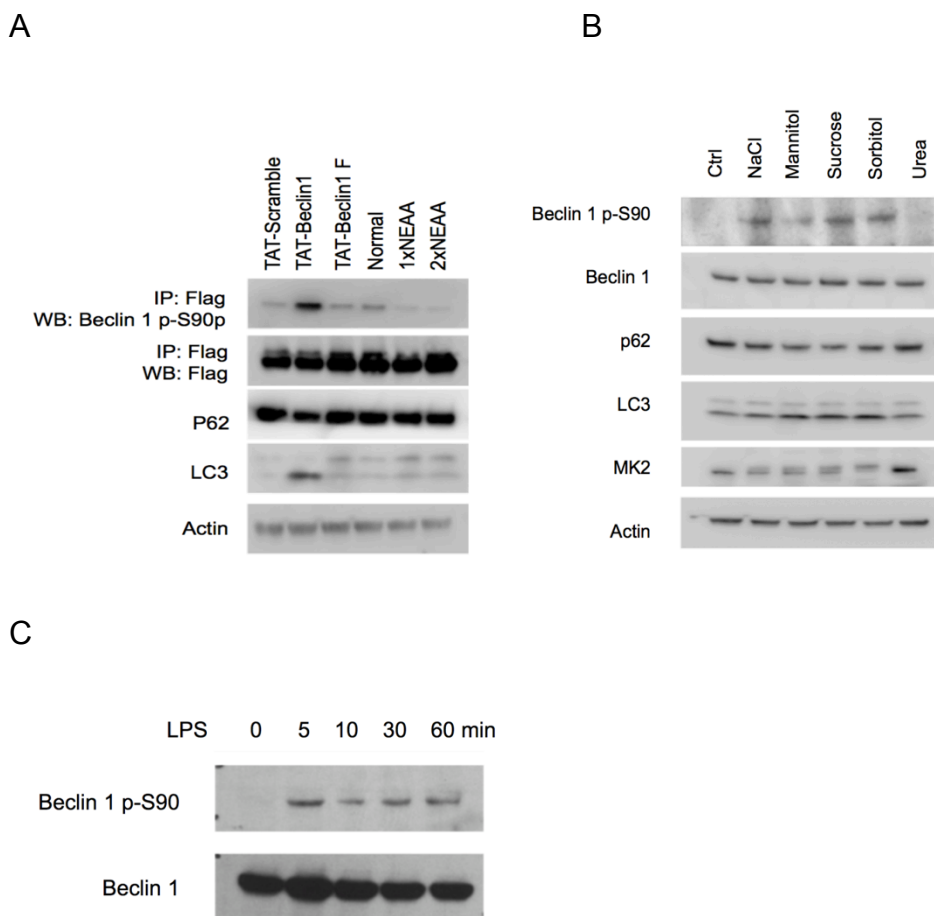 A
B
TAT-Scramble
TAT-Beclin1
TAT-Beclin1 F
Normal
1xNEAA
2xNEAA
IP: Flag
WB: Beclin 1 p-S90p
IP: Flag
WB: Flag
P62
LC3
Actin
Ctrl
NaCl
Mannitol
Sucrose
Sorbitol
Urea
Beclin 1 p-S90
Beclin 1
p62
LC3
MK2
Actin
C
LPS 0 5 10 30 60 min
Beclin 1 p-S90
Beclin 1